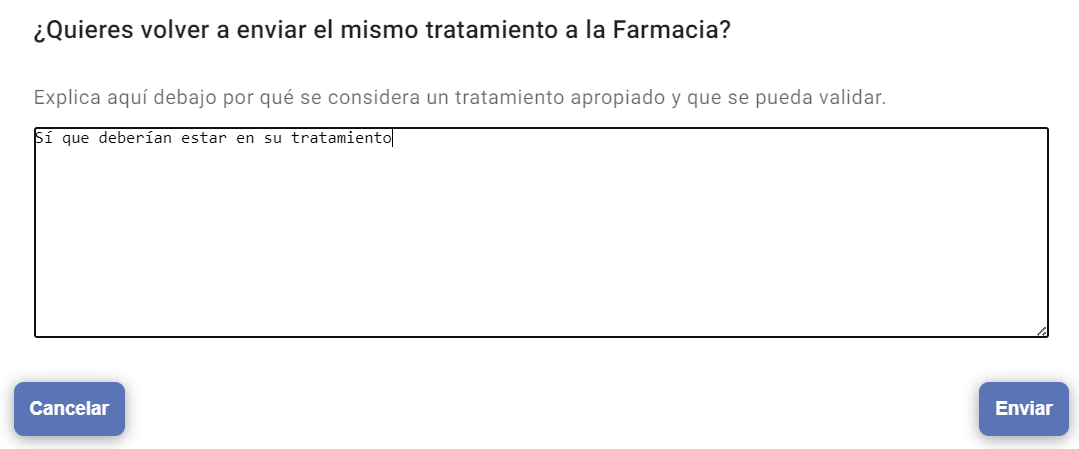 ¿Quieres volver a enviar el mismo tratamiento a la Farmacia?
Explica aquí debajo por qué se considera un tratamiento apropiado y que se pueda validar.
Sí que deberían estar en su tratamiento
Cancelar
Enviar